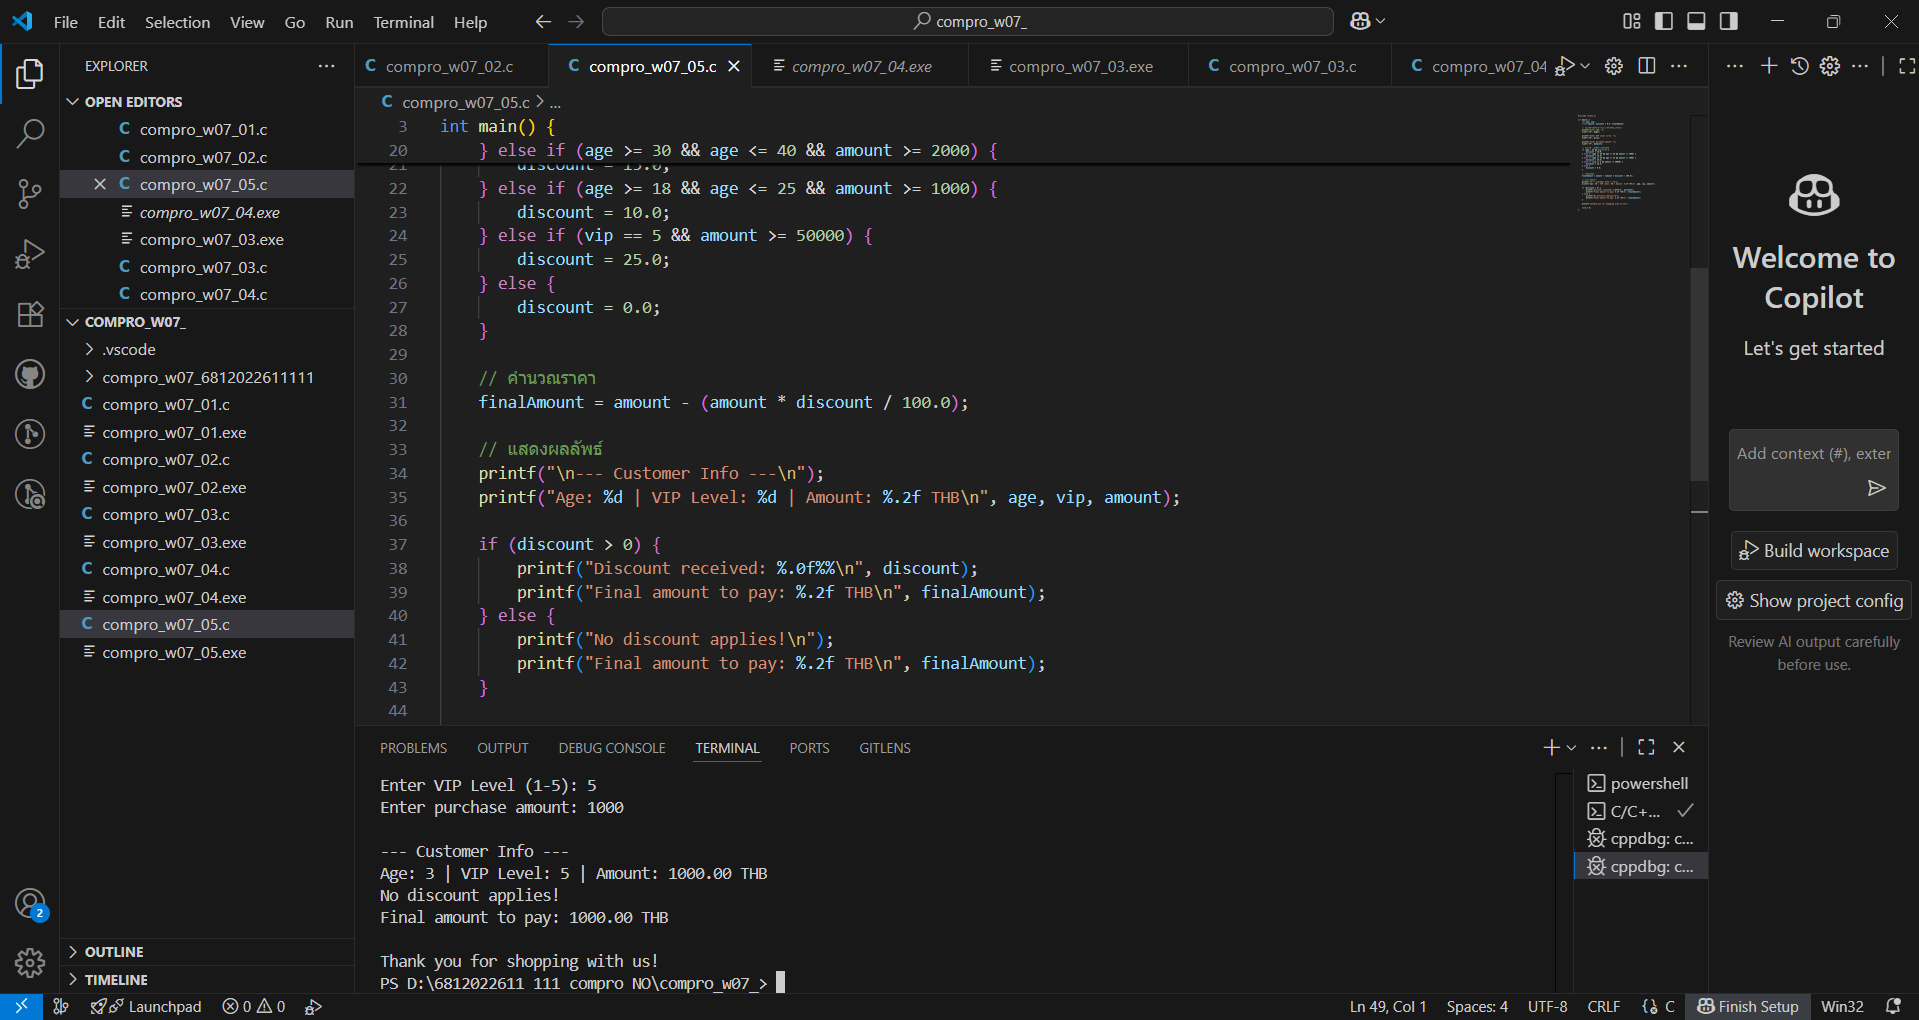 File Edit Selection View Go Run Terminal Help
compro_w07_
EXPLORER
OPEN EDITORS
C compro_w07_01.c
C compro_w07_02.c
C compro_w07_05.c
compro_w07_04.exe
compro_w07_03.exe
C compro_w07_03.c
C compro_w07_04.c
COMPRO_W07_
.vscode
compro_w07_6812022611111
C compro_w07_01.c
compro_w07_01.exe
C compro_w07_02.c
compro_w07_02.exe
C compro_w07_03.c
compro_w07_03.exe
C compro_w07_04.c
compro_w07_04.exe
C compro_w07_05.c
compro_w07_05.exe
OUTLINE
TIMELINE
2
C compro_w07_02.c C compro_w07_05.c compro_w07_04.exe compro_w07_03.exe C compro_w07_03.c C compro_w07_04
C compro_w07_05.c > ...
3 int main() {
20 } else if (age >= 30 && age <= 40 && amount >= 2000) {
21 discount = 15.0;
22 } else if (age >= 18 && age <= 25 && amount >= 1000) {
23 discount = 10.0;
24 } else if (vip == 5 && amount >= 50000) {
25 discount = 25.0;
26 } else {
27 discount = 0.0;
28 }
29
30 // คำนวณราคา
31 finalAmount = amount - (amount * discount / 100.0);
32
33 // แสดงผลลัพธ์
34 printf("\n--- Customer Info ---\n");
35 printf("Age: %d | VIP Level: %d | Amount: %.2f THB\n", age, vip, amount);
36
37 if (discount > 0) {
38 printf("Discount received: %.0f%%\n", discount);
39 printf("Final amount to pay: %.2f THB\n", finalAmount);
40 } else {
41 printf("No discount applies!\n");
42 printf("Final amount to pay: %.2f THB\n", finalAmount);
43 }
44
PROBLEMS OUTPUT DEBUG CONSOLE TERMINAL PORTS GITLENS
Enter VIP Level (1-5): 5
Enter purchase amount: 1000
--- Customer Info ---
Age: 3 | VIP Level: 5 | Amount: 1000.00 THB
No discount applies!
Final amount to pay: 1000.00 THB
Thank you for shopping with us!
PS D:\6812022611 111 compro NO\compro_w07_>
powershell
C/C+...
cppdbg: c...
cppdbg: c...
Welcome to
Copilot
Let's get started
Add context (#), exter
Build workspace
Show project config
Review AI output carefully
before use.
Launchpad 0 0 Ln 49, Col 1 Spaces: 4 UTF-8 CRLF C Finish Setup Win32